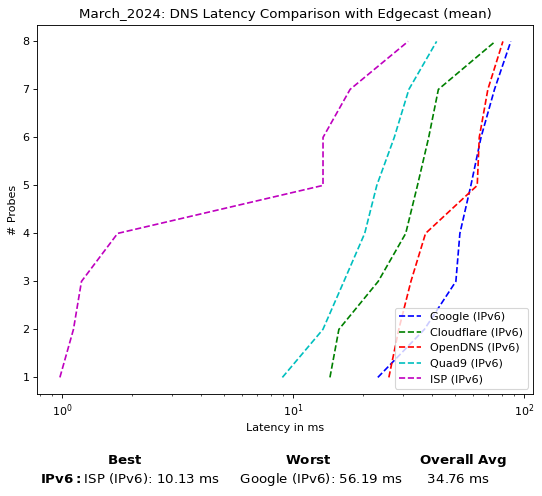 March_2024: DNS Latency Comparison with Edgecast (mean)
8
7
6
5
4
3
2
1
# Probes
Google (IPv6)
Cloudflare (IPv6)
OpenDNS (IPv6)
Quad9 (IPv6)
ISP (IPv6)
10⁰ 10¹ 10²
Latency in ms
Best Worst Overall Avg
IPv6: ISP (IPv6): 10.13 ms Google (IPv6): 56.19 ms 34.76 ms